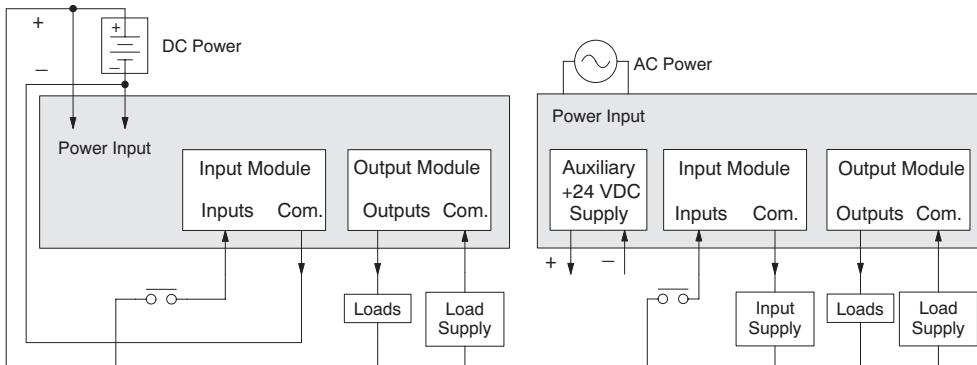 +
+
DC Power
−
−
Power Input
Input Module
Inputs Com.
Output Module
Outputs Com.
Loads
Load
Supply
AC Power
Power Input
Auxiliary
+24 VDC
Supply
Input Module
Inputs Com.
Output Module
Outputs Com.
+ −
Input
Supply
Loads
Load
Supply